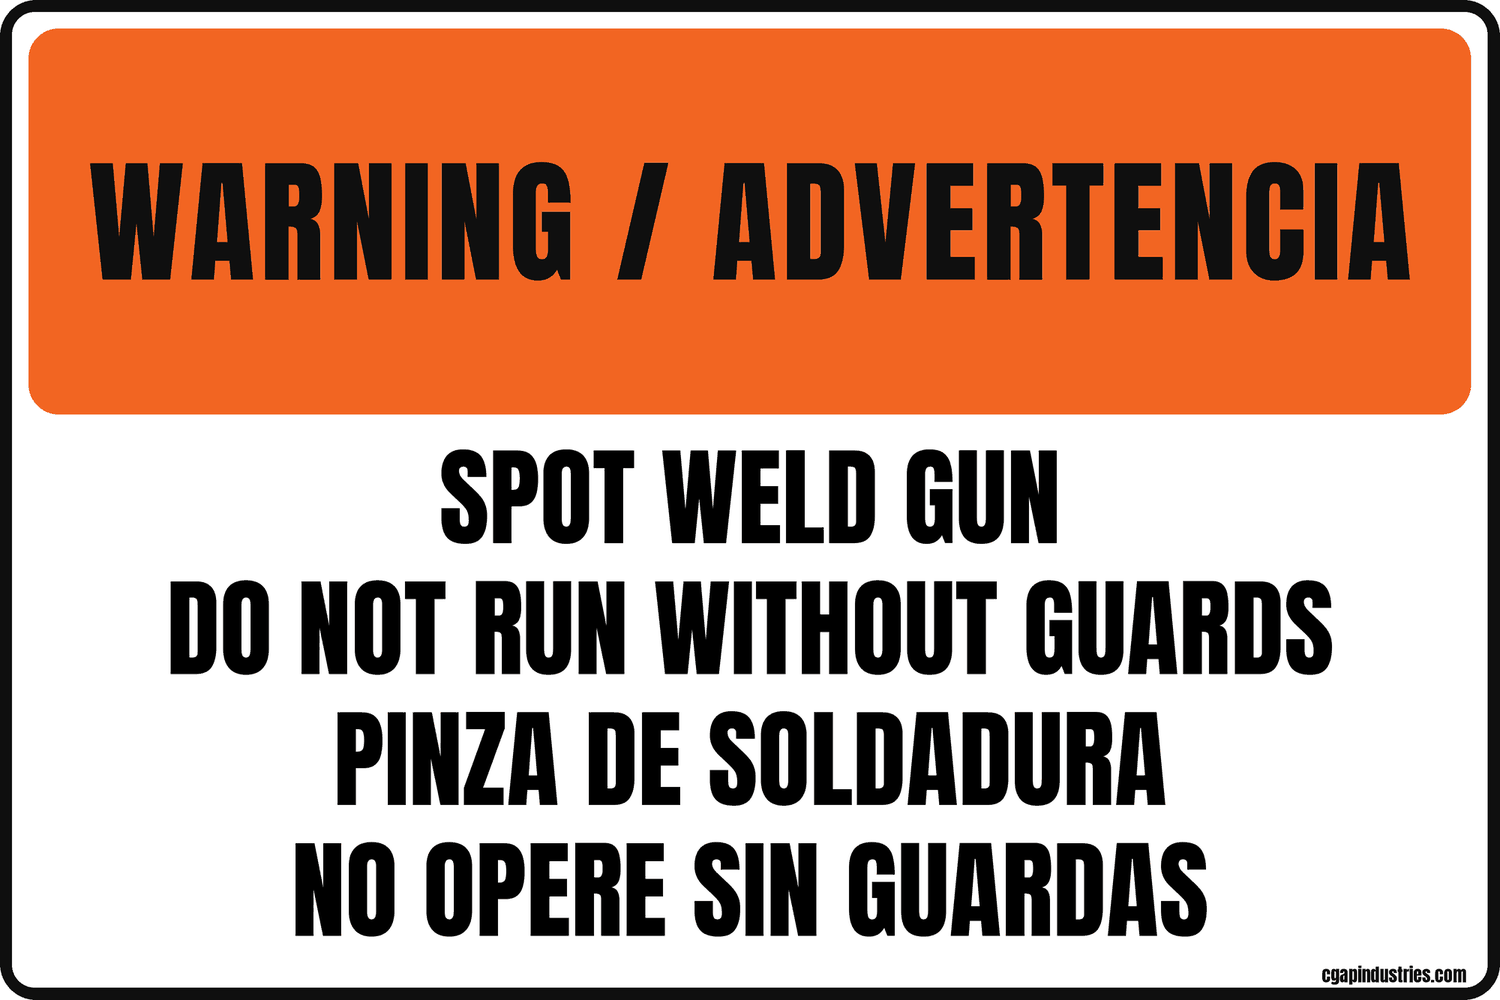 WARNING / ADVERTENCIA
SPOT WELD GUN
DO NOT RUN WITHOUT GUARDS
PINZA DE SOLDADURA
NO OPERE SIN GUARDAS
cgapindustries.com